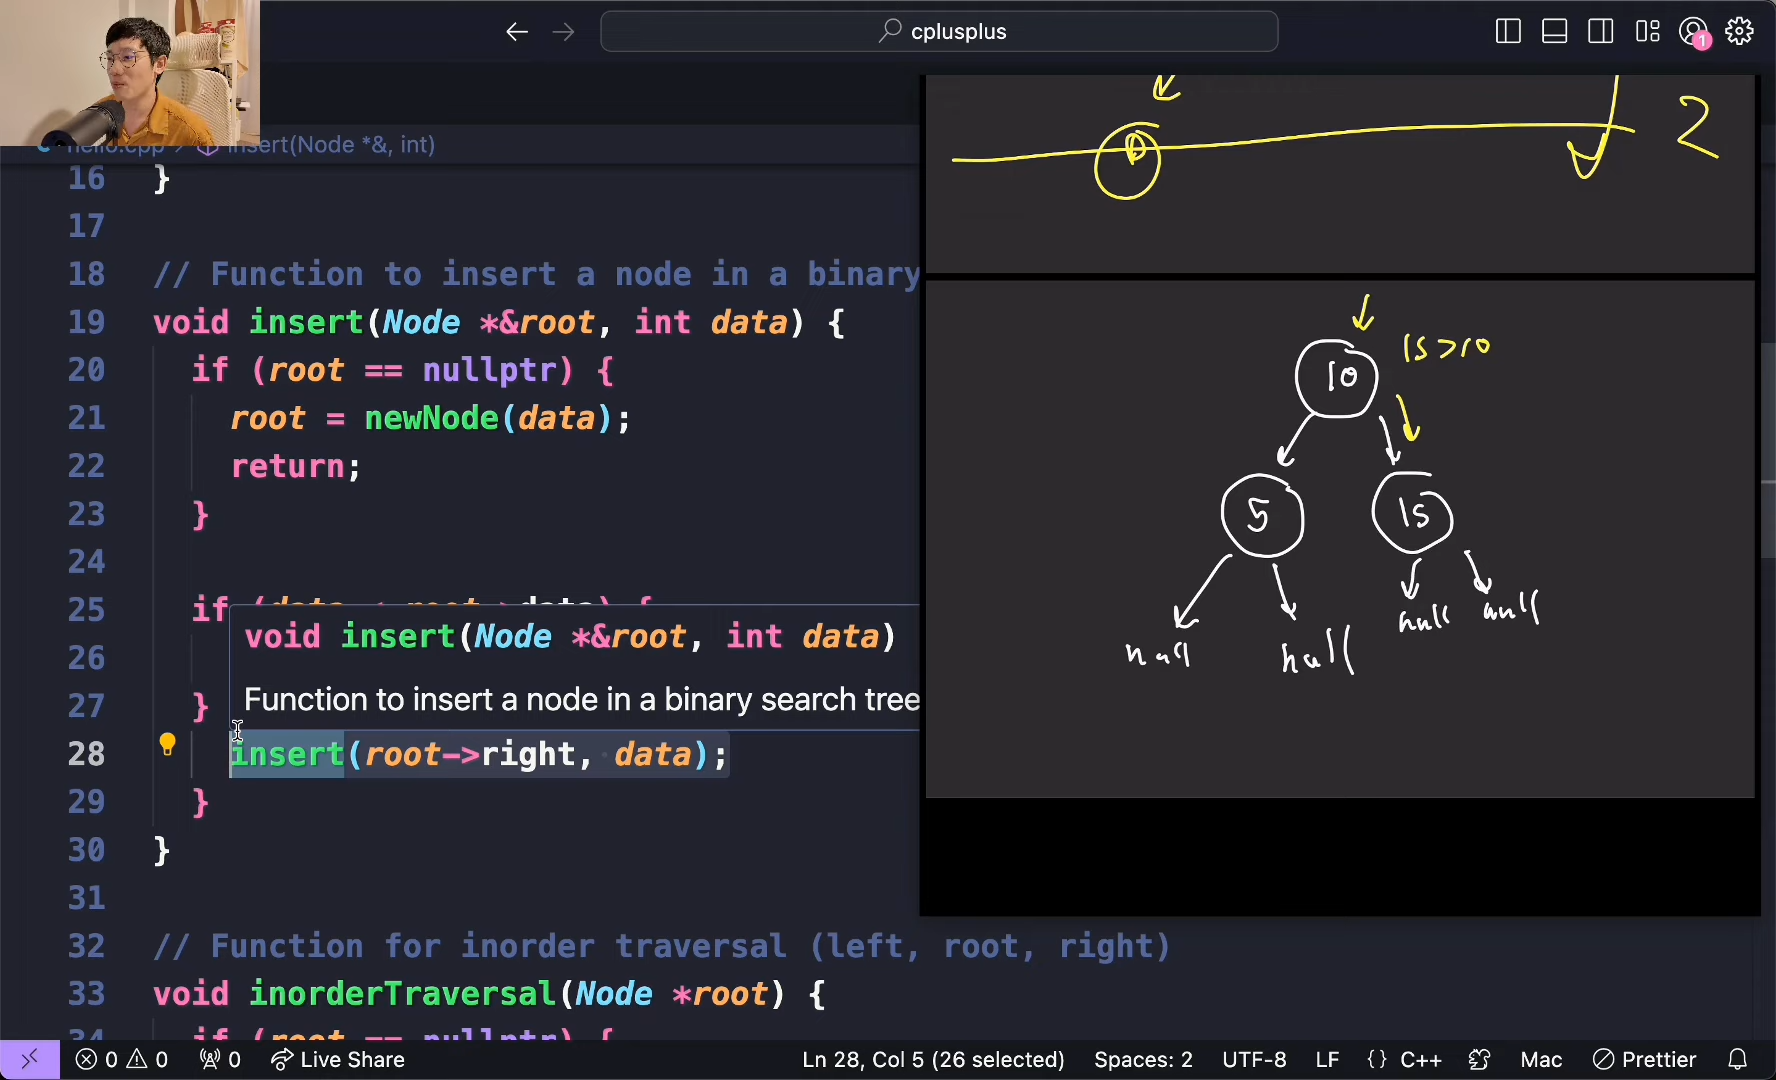 cplusplus
1
insert(Node *&, int)
2
16 }
17
18 // Function to insert a node in a binary
19 void insert(Node *&root, int data) {
20 if (root == nullptr) {
21 root = newNode(data);
22 return;
23 }
24
25 if
26
27 }
28 insert(root->right, data);
29 }
30 }
31
32 // Function for inorder traversal (left, root, right)
33 void inorderTraversal(Node *root) {
34 if (root == nullptr) {
void insert(Node *&root, int data)
Function to insert a node in a binary search tree
10
15>10
5
15
null
null
null
null
0 0 0 Live Share
Ln 28, Col 5 (26 selected) Spaces: 2 UTF-8 LF {} C++ Mac Prettier